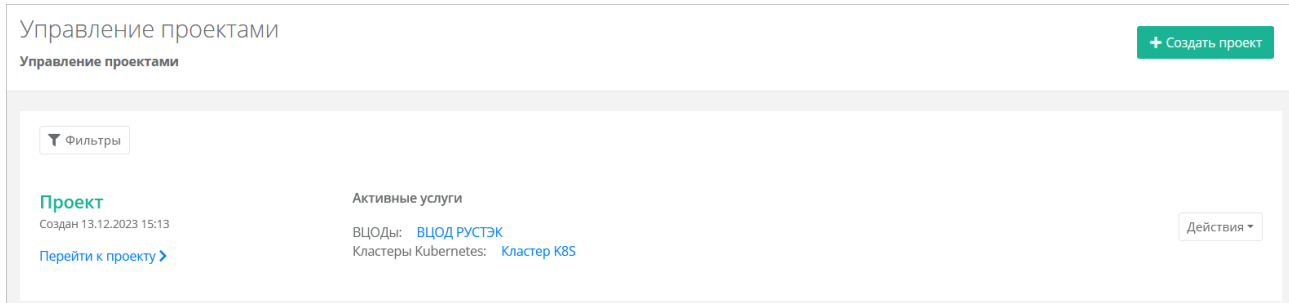 Управление проектами
Управление проектами
Создать проект
Фильтры
Проект
Создан 13.12.2023 15:13
Перейти к проекту
Активные услуги
ВЦОДы: ВЦОД РУСТЭК
Кластеры Kubernetes: Кластер K8S
Действия